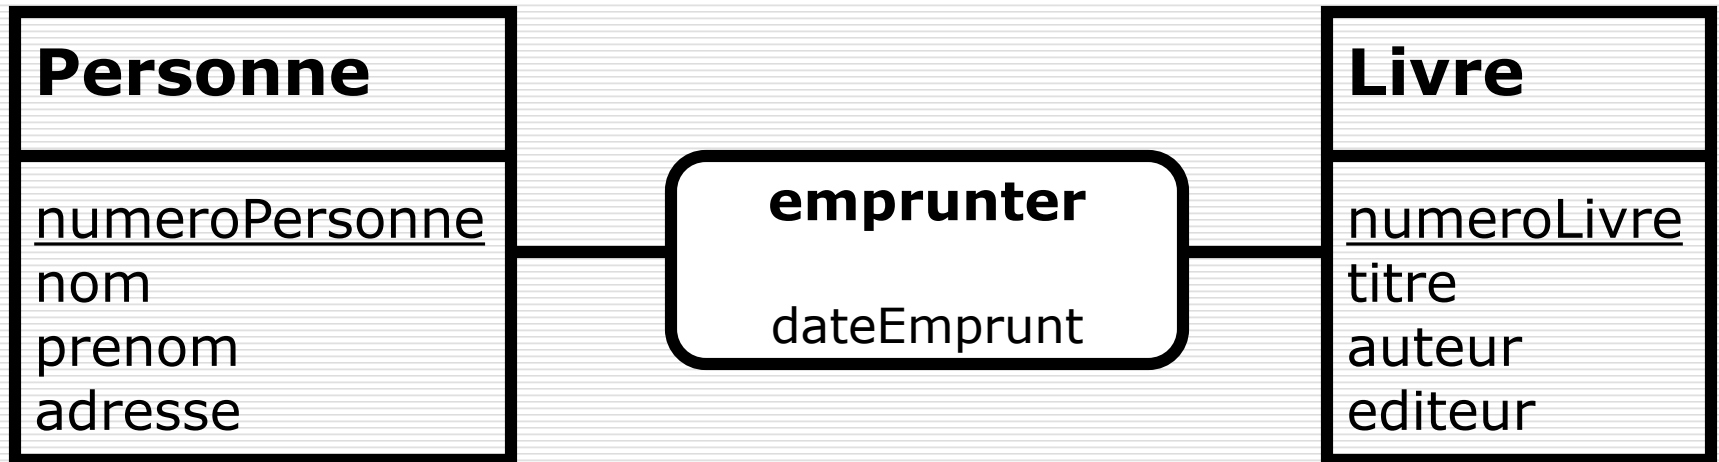 Personne
numeroPersonne
nom
prenom
adresse
emprunter
dateEmprunt
Livre
numeroLivre
titre
auteur
editeur